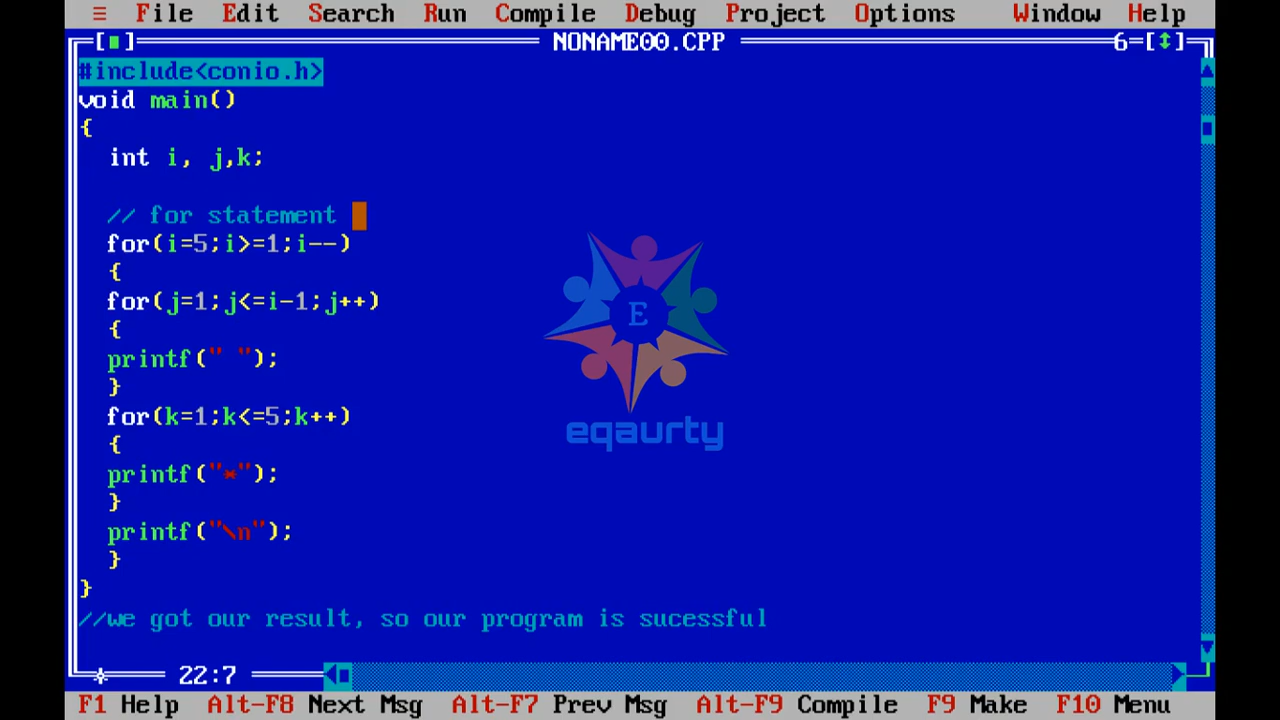 ≡ File Edit Search Run Compile Debug Project Options Window Help
[■] NONAME00.CPP 6=[↕]
#include<conio.h>
void main()
{
int i, j,k;
// for statement
for(i=5;i>=1;i--)
{
for(j=1;j<=i-1;j++)
{
printf(" ");
}
for(k=1;k<=5;k++)
{
printf("*");
}
printf("\n");
}
}
//we got our result, so our program is sucessful
E
eqaurty
22:7
F1 Help Alt-F8 Next Msg Alt-F7 Prev Msg Alt-F9 Compile F9 Make F10 Menu